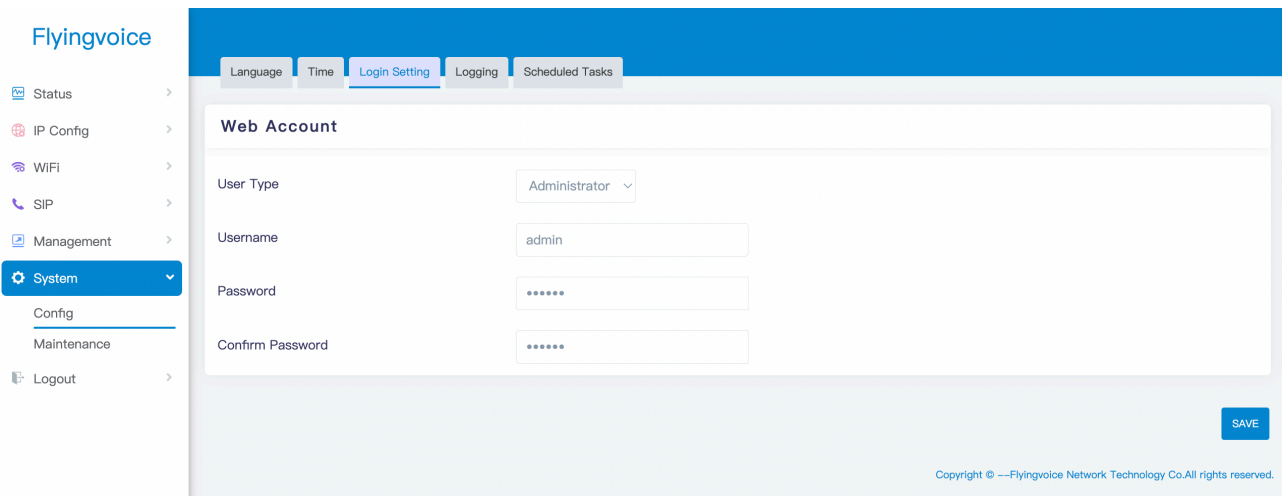 Flyingvoice
Language Time Login Setting Logging Scheduled Tasks
Status
IP Config
WiFi
SIP
Management
System
Config
Maintenance
Logout
Web Account
User Type Administrator
Username admin
Password ••••••
Confirm Password ••••••
SAVE
Copyright © --Flyingvoice Network Technology Co.All rights reserved.